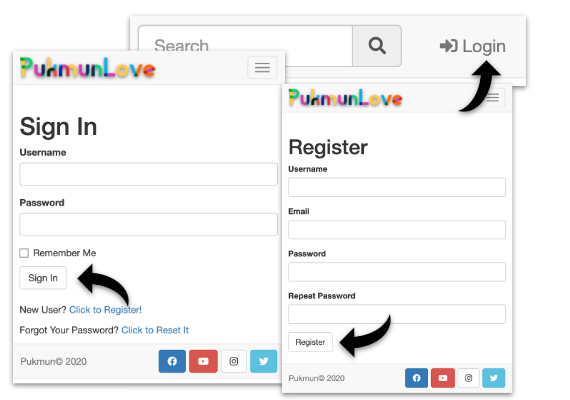 Search
Login
PukmunLove
Sign In
Username
Password
Remember Me
Sign In
New User? Click to Register!
Forgot Your Password? Click to Reset It
Pukmun© 2020
PukmunLove
Register
Username
Email
Password
Repeat Password
Register
Pukmun© 2020